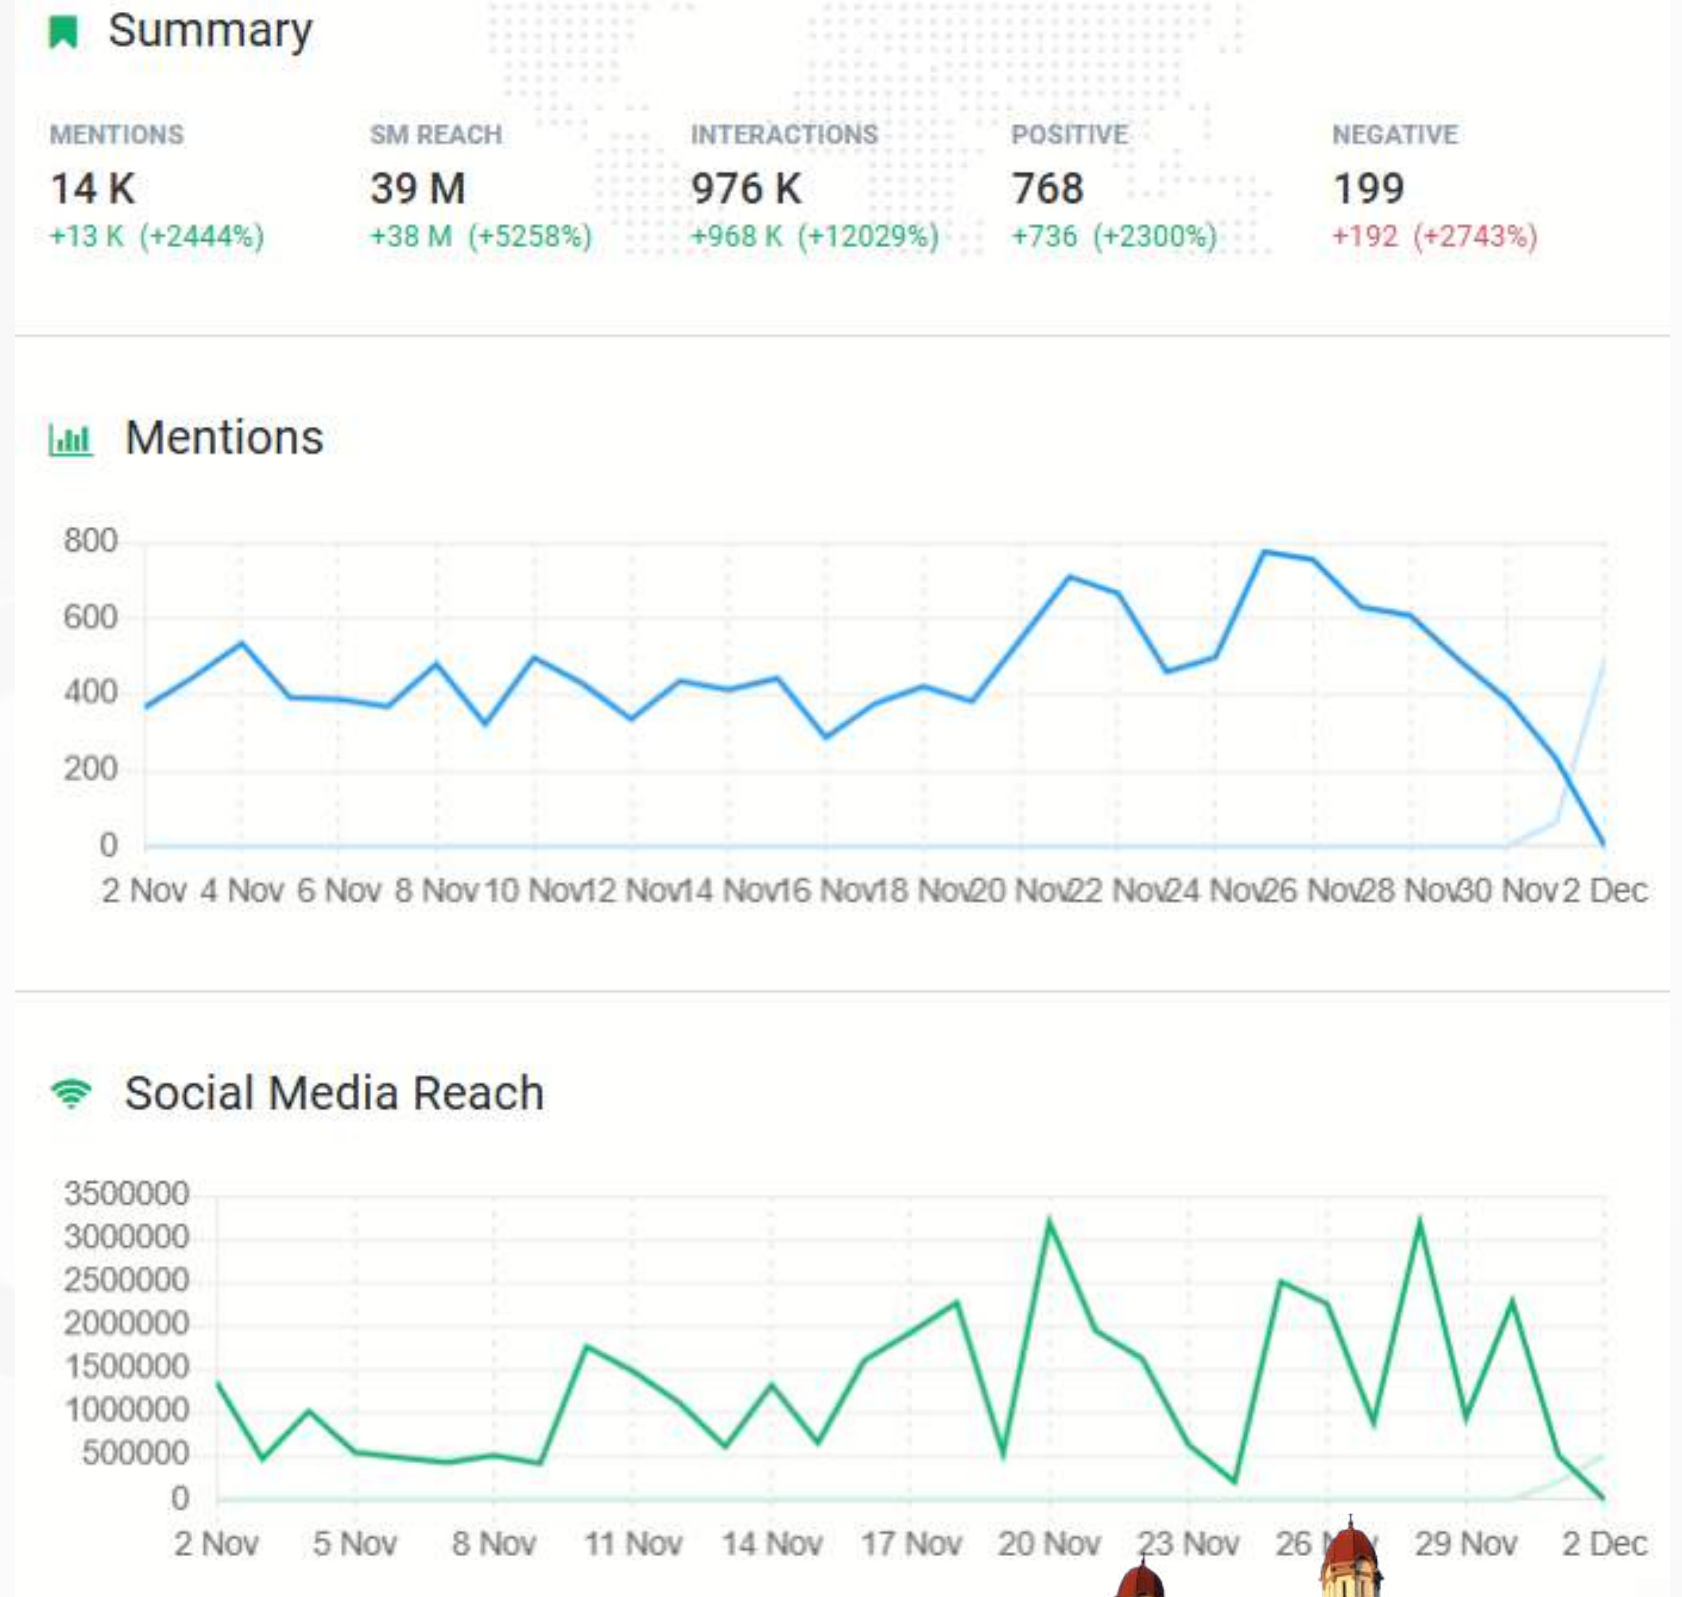 Summary
MENTIONS SM REACH INTERACTIONS POSITIVE NEGATIVE
14 K 39 M 976 K 768 199
+13 K (+2444%) +38 M (+5258%) +968 K (+12029%) +736 (+2300%) +192 (+2743%)
Mentions
800
600
400
200
0
2 Nov 4 Nov 6 Nov 8 Nov 10 Nov 12 Nov 14 Nov 16 Nov 18 Nov 20 Nov 22 Nov 24 Nov 26 Nov 28 Nov 30 Nov 2 Dec
Social Media Reach
3500000
3000000
2500000
2000000
1500000
1000000
500000
0
2 Nov 5 Nov 8 Nov 11 Nov 14 Nov 17 Nov 20 Nov 23 Nov 26 29 Nov 2 Dec